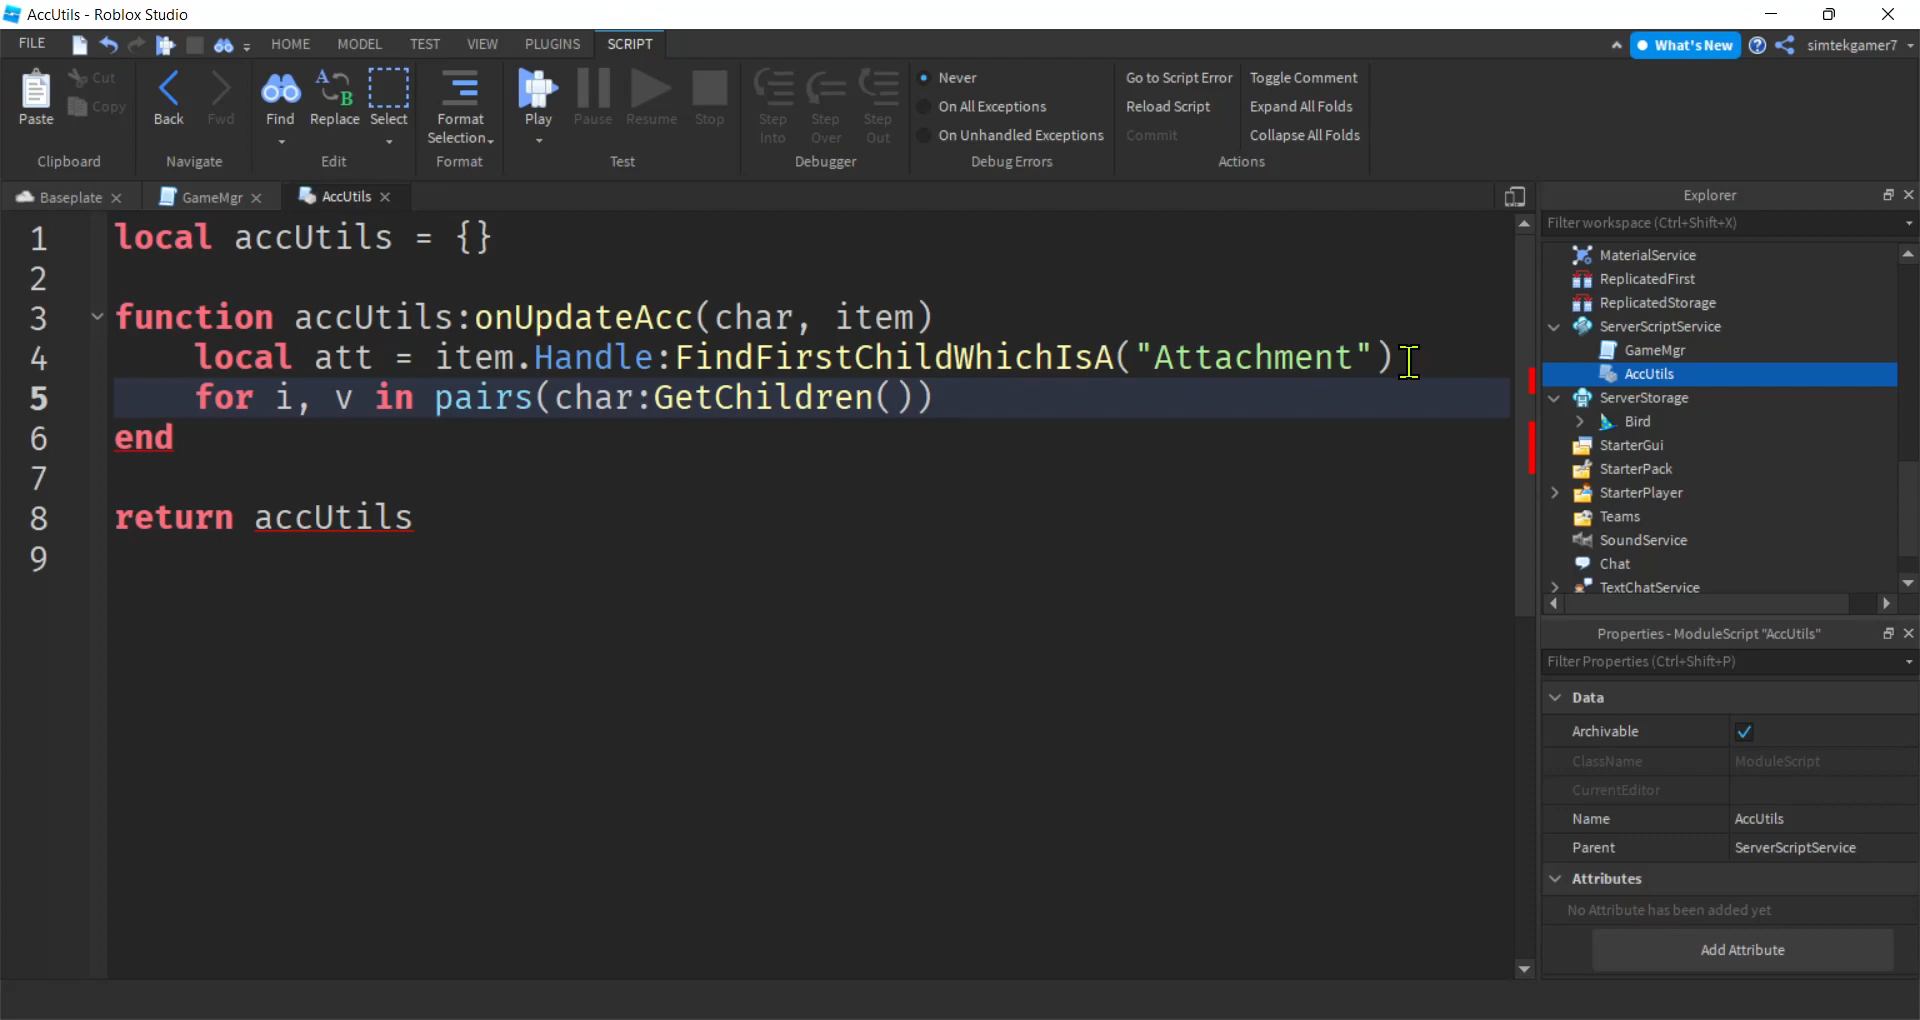 AccUtils - Roblox Studio
FILE HOME MODEL TEST VIEW PLUGINS SCRIPT What's New simtekgamer7
Paste Cut Copy Back Fwd Find Replace Select Format Selection Play Pause Resume Stop Step Into Step Over Step Out
Never
On All Exceptions
On Unhandled Exceptions
Go to Script Error Toggle Comment
Reload Script Expand All Folds
Commit Collapse All Folds
Clipboard Navigate Edit Format Test Debugger Debug Errors Actions
Baseplate GameMgr AccUtils
1 local accUtils = {}
2
3 function accUtils:onUpdateAcc(char, item)
4 local att = item.Handle:FindFirstChildWhichIsA("Attachment")
5 for i, v in pairs(char:GetChildren())
6 end
7
8 return accUtils
9
Explorer
Filter workspace (Ctrl+Shift+X)
MaterialService
ReplicatedFirst
ReplicatedStorage
ServerScriptService
GameMgr
AccUtils
ServerStorage
Bird
StarterGui
StarterPack
StarterPlayer
Teams
SoundService
Chat
TextChatService
Properties - ModuleScript "AccUtils"
Filter Properties (Ctrl+Shift+P)
Data
Archivable
ClassName ModuleScript
CurrentEditor
Name AccUtils
Parent ServerScriptService
Attributes
No Attribute has been added yet
Add Attribute